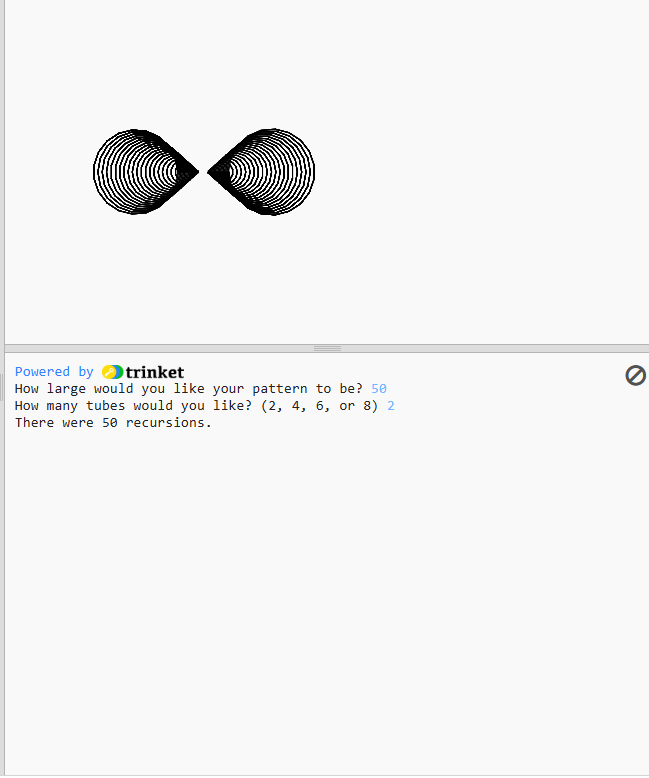 Powered by trinket
How large would you like your pattern to be? 50
How many tubes would you like? (2, 4, 6, or 8) 2
There were 50 recursions.